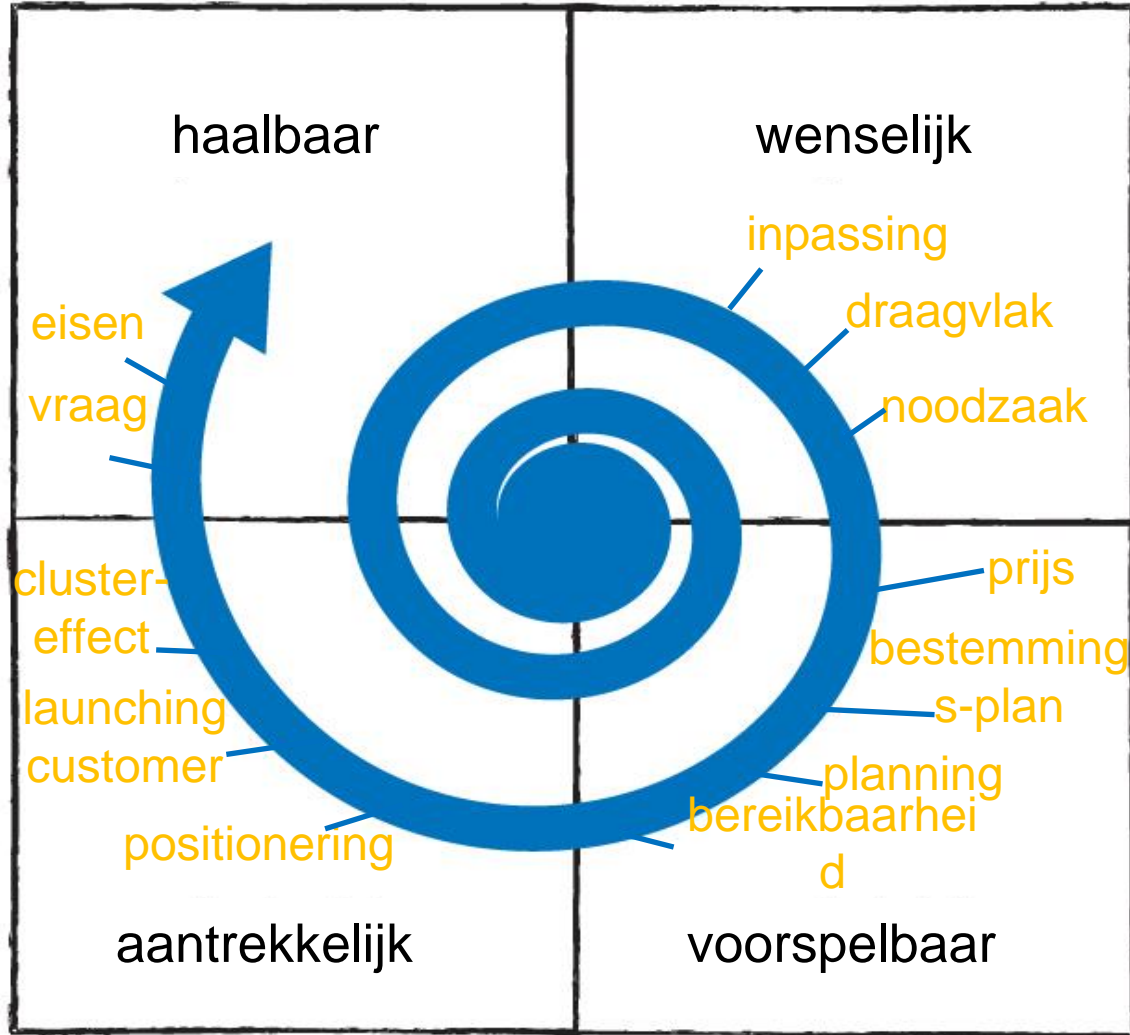 haalbaar
wenselijk
inpassing
draagvlak
noodzaak
eisen
vraag
cluster-
effect
launching
customer
positionering
prijs
bestemming
s-plan
planning
bereikbaarhei
d
aantrekkelijk
voorspelbaar